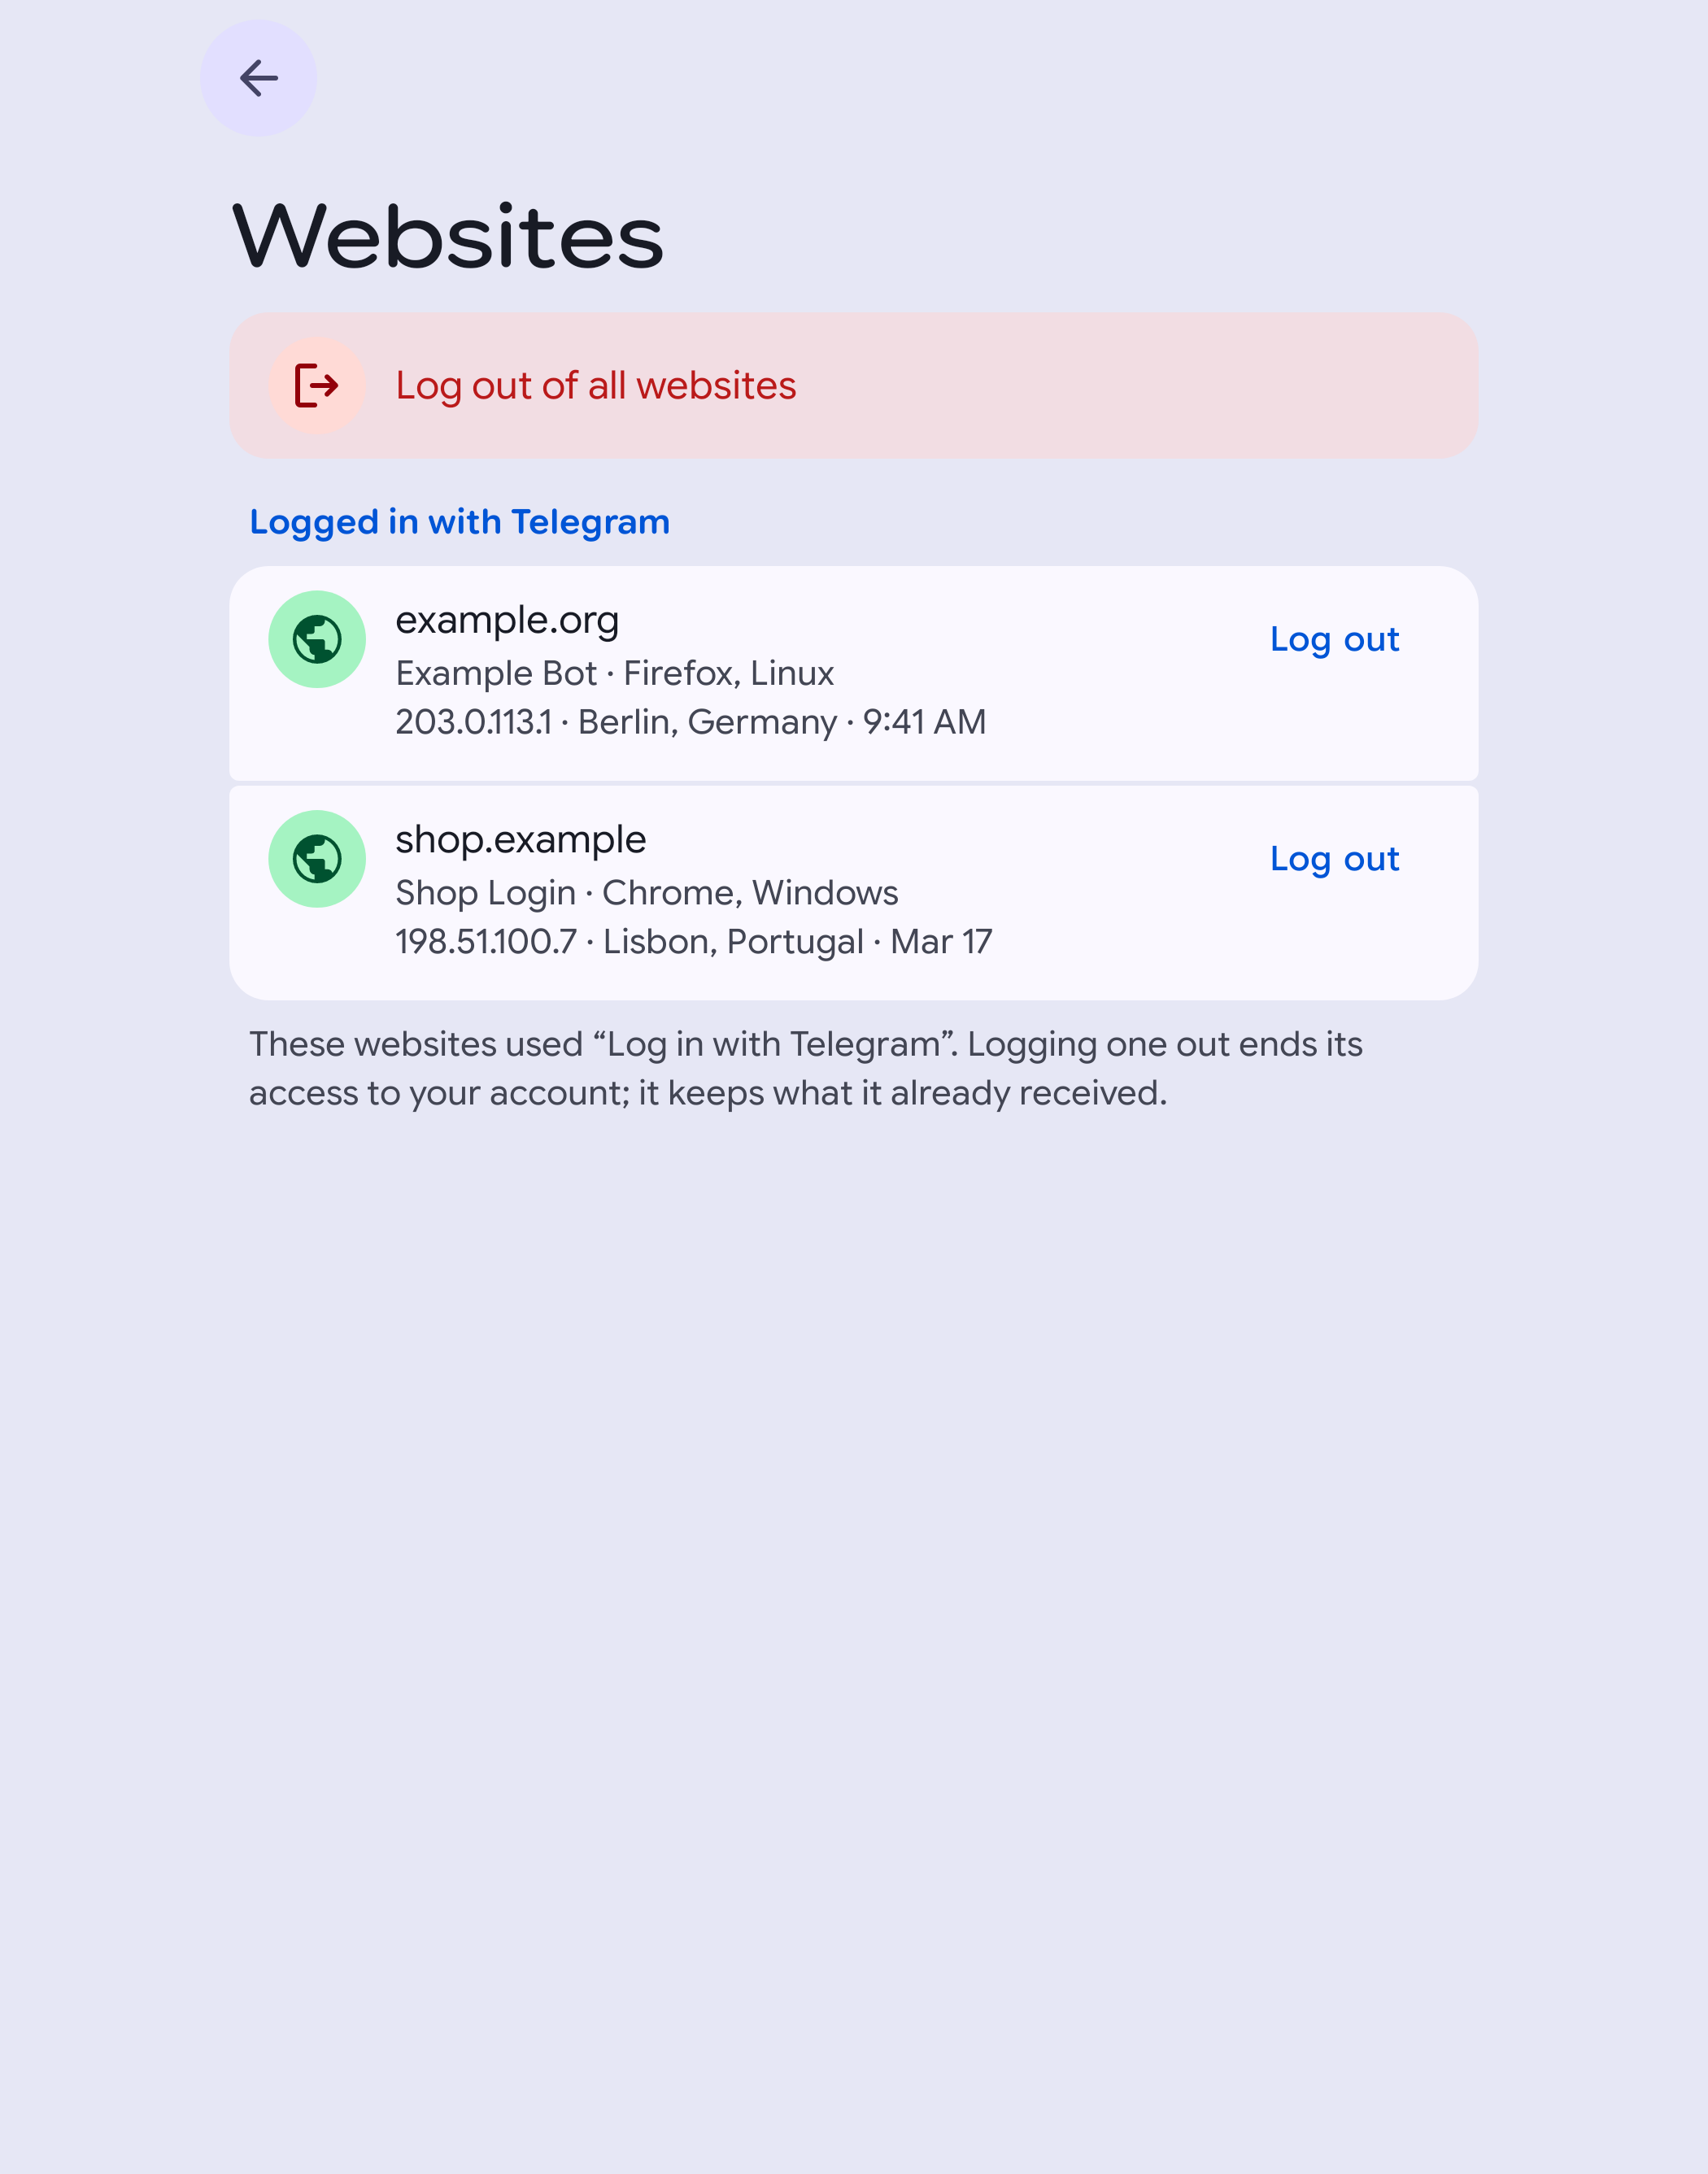 Websites
Log out of all websites
Logged in with Telegram
example.org
Log out
Example Bot · Firefox, Linux
203.0.113.1 · Berlin, Germany · 9:41 AM
shop.example
Log out
Shop Login · Chrome, Windows
198.51.100.7 · Lisbon, Portugal · Mar 17
These websites used “Log in with Telegram”. Logging one out ends its
access to your account; it keeps what it already received.